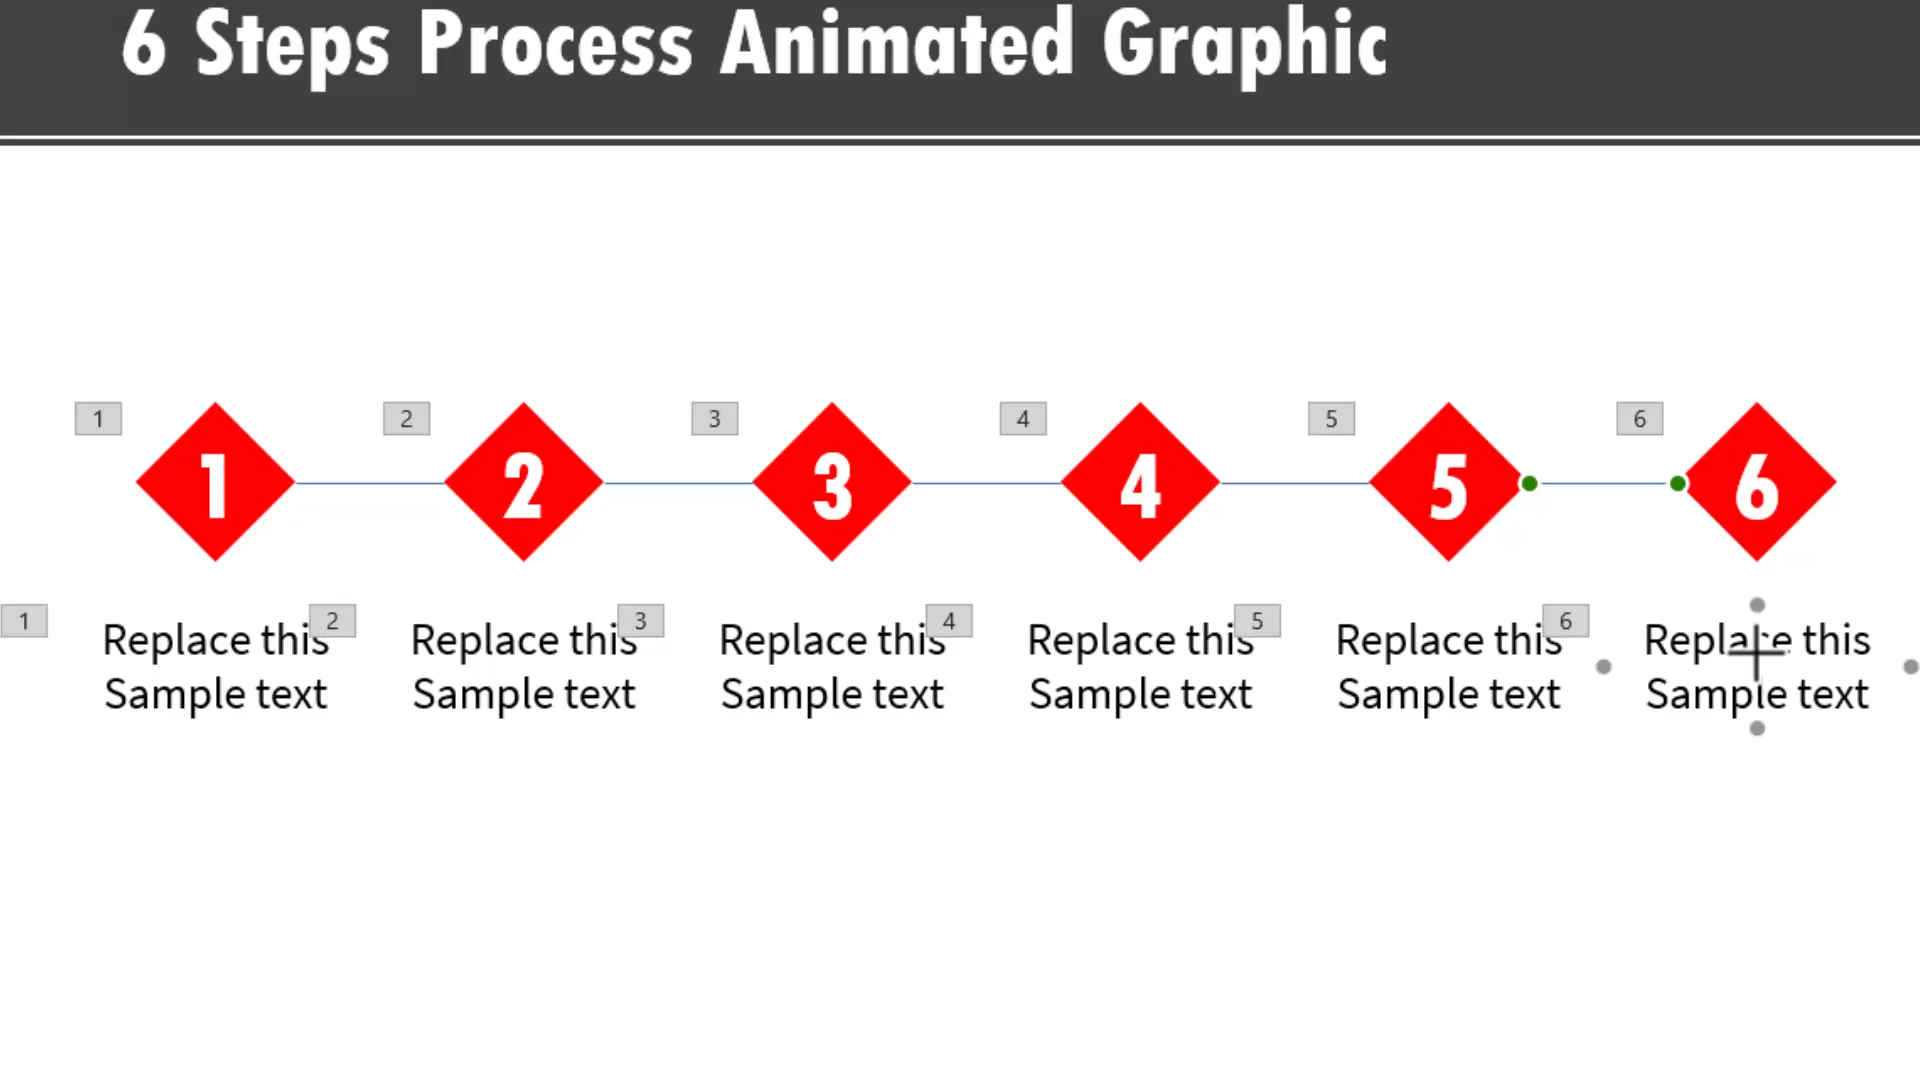 6 Steps Process Animated Graphic
1 2 3 4 5 6
1 2 3 4 5 6
1 2 3 4 5 6
Replace this Replace this Replace this Replace this Replace this Replace this
Sample text Sample text Sample text Sample text Sample text Sample text